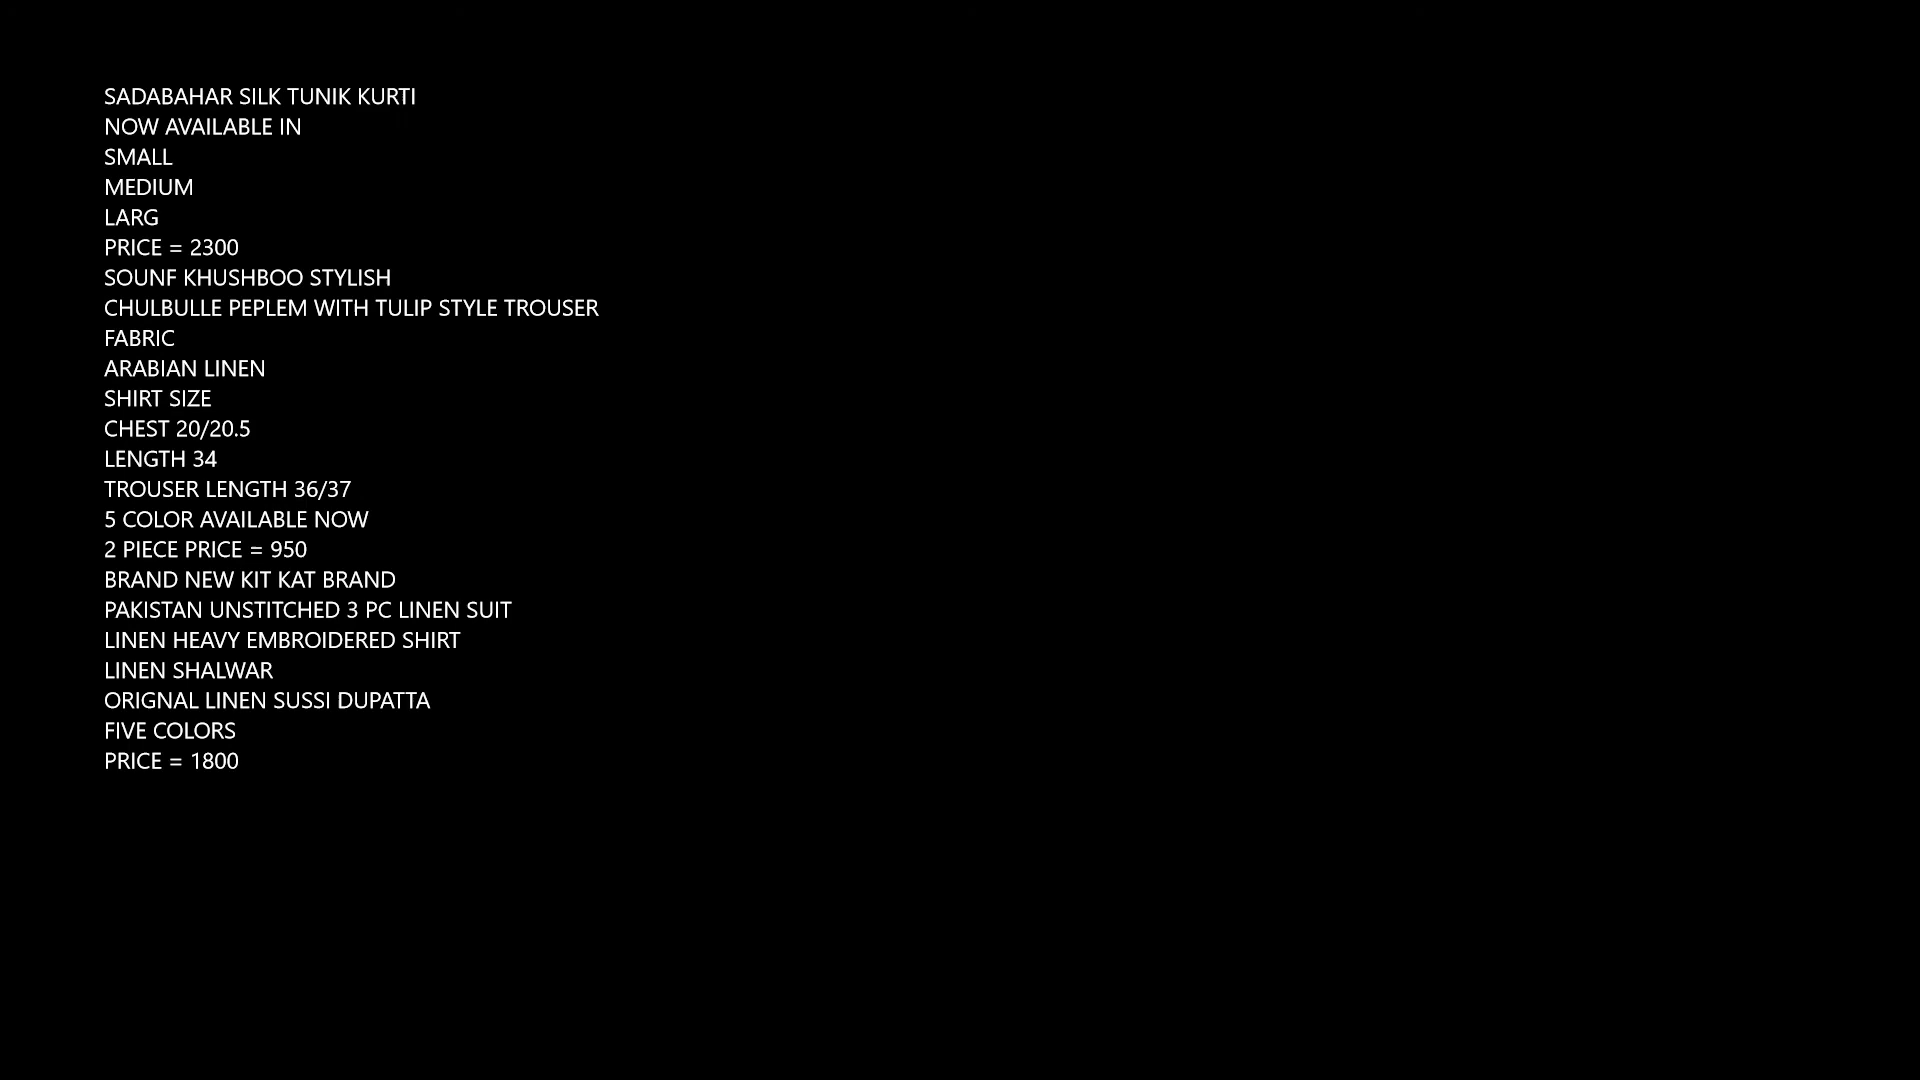 SADABAHAR SILK TUNIK KURTI
NOW AVAILABLE IN
SMALL
MEDIUM
LARG
PRICE = 2300
SOUNF KHUSHBOO STYLISH
CHULBULLE PEPLEM WITH TULIP STYLE TROUSER
FABRIC
ARABIAN LINEN
SHIRT SIZE
CHEST 20/20.5
LENGTH 34
TROUSER LENGTH 36/37
5 COLOR AVAILABLE NOW
2 PIECE PRICE = 950
BRAND NEW KIT KAT BRAND
PAKISTAN UNSTITCHED 3 PC LINEN SUIT
LINEN HEAVY EMBROIDERED SHIRT
LINEN SHALWAR
ORIGNAL LINEN SUSSI DUPATTA
FIVE COLORS
PRICE = 1800